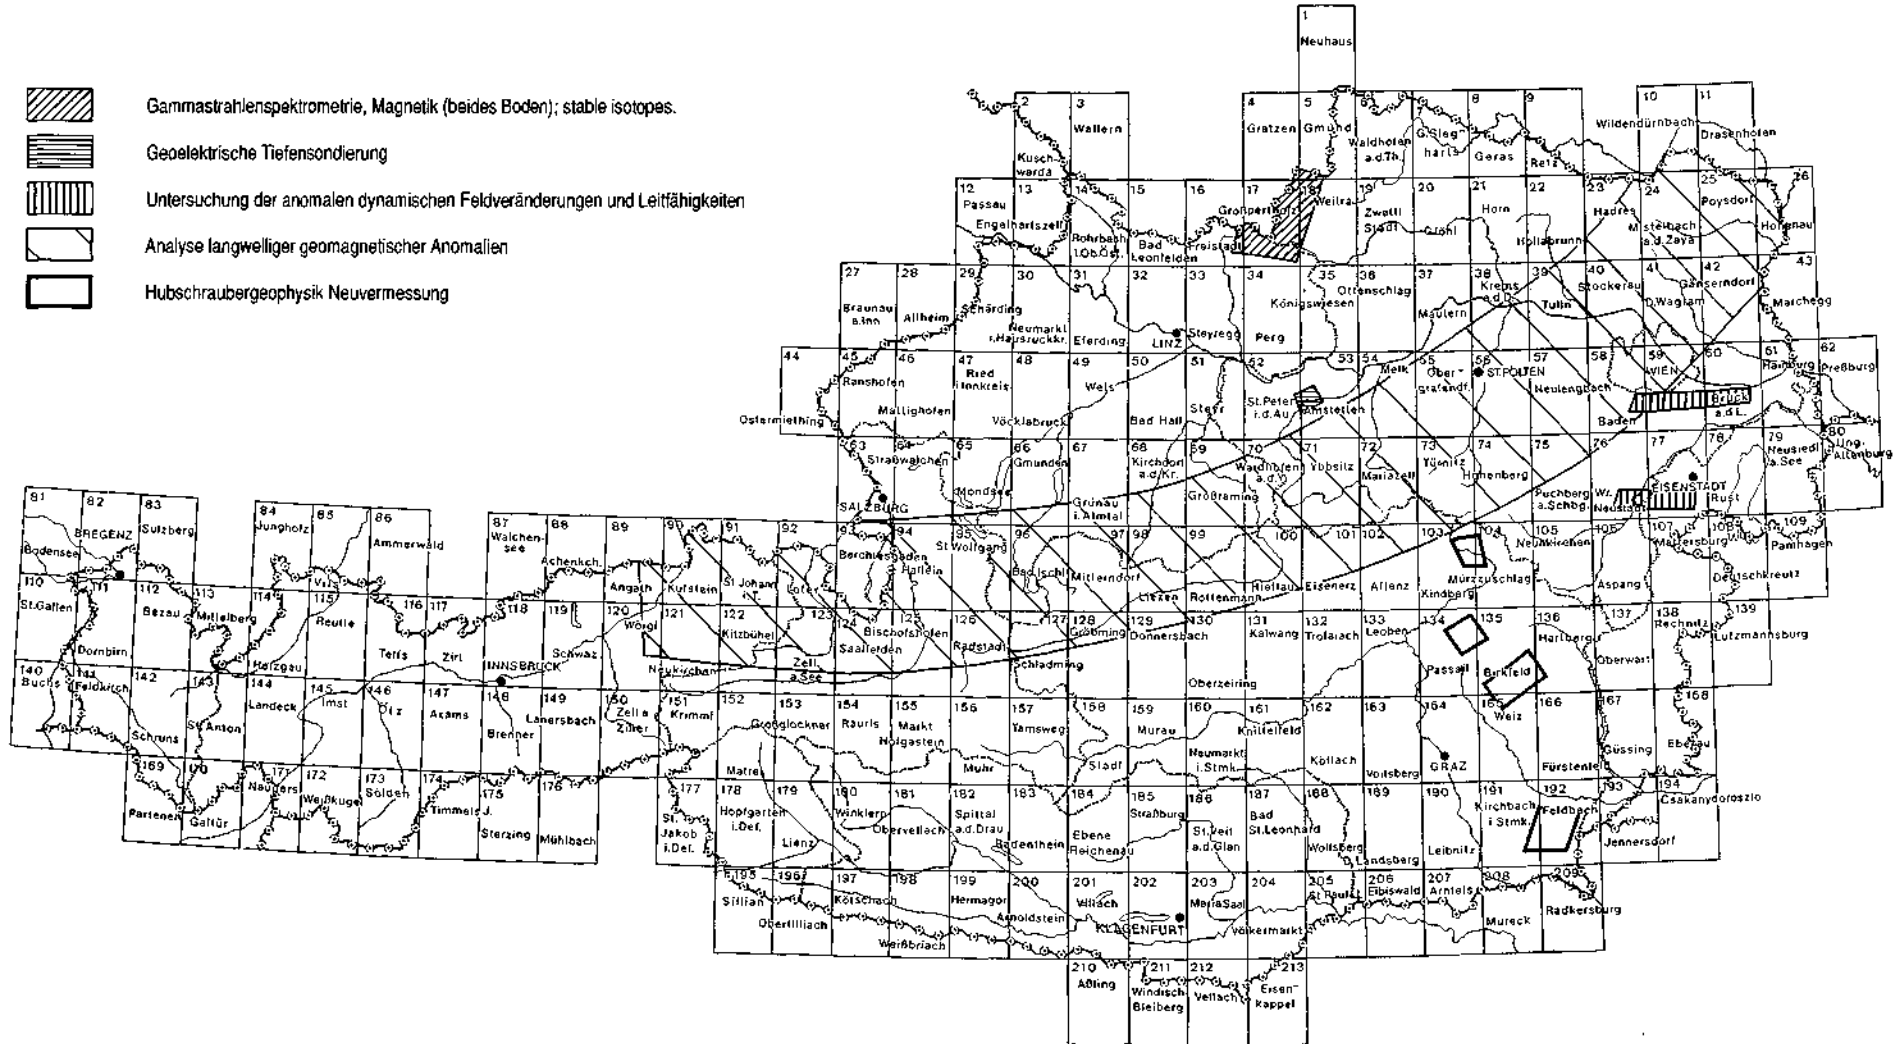 Gammastrahlenspektrometrie, Magnetik (beides Boden); stable isotopes.
Geoelektrische Tiefensondierung
Untersuchung der anomalen dynamischen Feldveränderungen und Leitfähigkeiten
Analyse langwelliger geomagnetischer Anomalien
Hubschraubergeophysik Neuvermessung
1
Neuhaus
2 3 4 5 6 7 8 9 10 11
Wallern Gratzen Gmünd Wildendürnbach Drasenhofen
Kuschwarda Waldhofen a.d.Th. G.Sieg-harts Geras Retz
12 13 14 15 16 17 18 19 20 21 22 23 24 25 26
Passau Engelhartszell Rohrbach i.Ob.Öst. Bad Leonfelden Freistadt Großpertholz Weitra Zwettl Stadt Gföhl Horn Hollabrunn Hadres Mistelbach a.d.Zaya Poysdorf Hohenau
27 28 29 30 31 32 33 34 35 36 37 38 39 40 41 42 43
Braunau a.Inn Altheim Schärding Neumarkt i.Hausruckkr. Eferding LINZ Steyregg Perg Königswiesen Ottenschlag Mautern Krems a.d.D. Tulln Stockerau D.Wagram Gänserndorf Marchegg
44 45 46 47 48 49 50 51 52 53 54 55 56 57 58 59 60 61 62
Ostermiething Ranshofen Mattighofen Ried i.Innkreis Vöcklabruck Wels Bad Hall Steyr St.Peter i.d.Au Amstetten Melk Ober-grafendf. ST.PÖLTEN Neulengbach Baden WIEN Bruck a.d.L. Hainburg Preßburg
63 64 65 66 67 68 69 70 71 72 73 74 75 76 77 78 79 80
SALZBURG Straßwalchen Mondsee Gmunden Grünau i.Almtal Kirchdorf a.d.Kr. Großraming Waidhofen a.d.Y. Ybbsitz Mariazell Türnitz Hohenberg Puchberg a.Schbg. Wr. Neustadt EISENSTADT Rust Neusiedl a.See Ung. Altenburg
81 82 83 84 85 86 87 88 89 90 91 92 93 94 95 96 97 98 99 100 101 102 103 104 105 106 107 108 109
Bodensee BREGENZ Sulzberg Jungholz Vils Ammerwald Walchen-see Achenkch. Angath Kufstein St.Johann Lofer Berchtesgaden Hallein St.Wolfgang Bad Ischl Mitterndorf Liezen Rottenmann Hieflau Eisenerz Aflenz Kindberg Mürzzuschlag Neunkirchen Aspang Mattersburg Deutschkreutz Pamhagen
110 111 112 113 114 115 116 117 118 119 120 121 122 123 124 125 126 127 128 129 130 131 132 133 134 135 136 137 138 139
St.Gallen Dornbirn Bezau Mittelberg Holzgau Reutte Telfs Zirl INNSBRUCK Schwaz Wörgl Neukirchen Kitzbühel Zell a.See Saalfelden Bischofshofen Radstadt Schladming Gröbming Donnersbach Oberzeiring Kalwang Trofaiach Leoben Passail Birkfeld Hartberg Oberwart Rechnitz Lutzmannsburg
140 141 142 143 144 145 146 147 148 149 150 151 152 153 154 155 156 157 158 159 160 161 162 163 164 165 166 167 168
Buchs Feldkirch Schruns St.Anton Landeck Imst Ötz Axams Brenner Lanersbach Zell a Ziller Krimml Matrei Großglockner Rauris Markt Hofgastein Muhr Tamsweg Stadl Murau Neumarkt i.Stmk. Knittelfeld Köflach Voitsberg GRAZ Weiz Fürstenfeld Güssing Eberau
169 170 171 172 173 174 175 176 177 178 179 180 181 182 183 184 185 186 187 188 189 190 191 192 193 194
Partenen Galtür Nauders Weißkugel Sölden Timmels J. Sterzing Mühlbach St. Jakob i.Def. Hopfgarten i.Def. Lienz Winklern Obervellach Spittal a.d.Drau Radenthein Ebene Reichenau Straßburg St.Veit a.d.Glan Bad St.Leonhard Wolfsberg D.Landsberg Leibnitz Kirchbach i Stmk. Feldbach Jennersdorf Csakanydoroszlo
195 196 197 198 199 200 201 202 203 204 205 206 207 208 209
Sillian Obertilliach Kötschach Weißbriach Hermagor Arnoldstein Villach KLAGENFURT Maria Saal Völkermarkt St.Paul Eibiswald Arnfels Mureck Radkersburg
210 211 212 213
Aßling Windisch Bleiberg Vellach Eisen-kappel